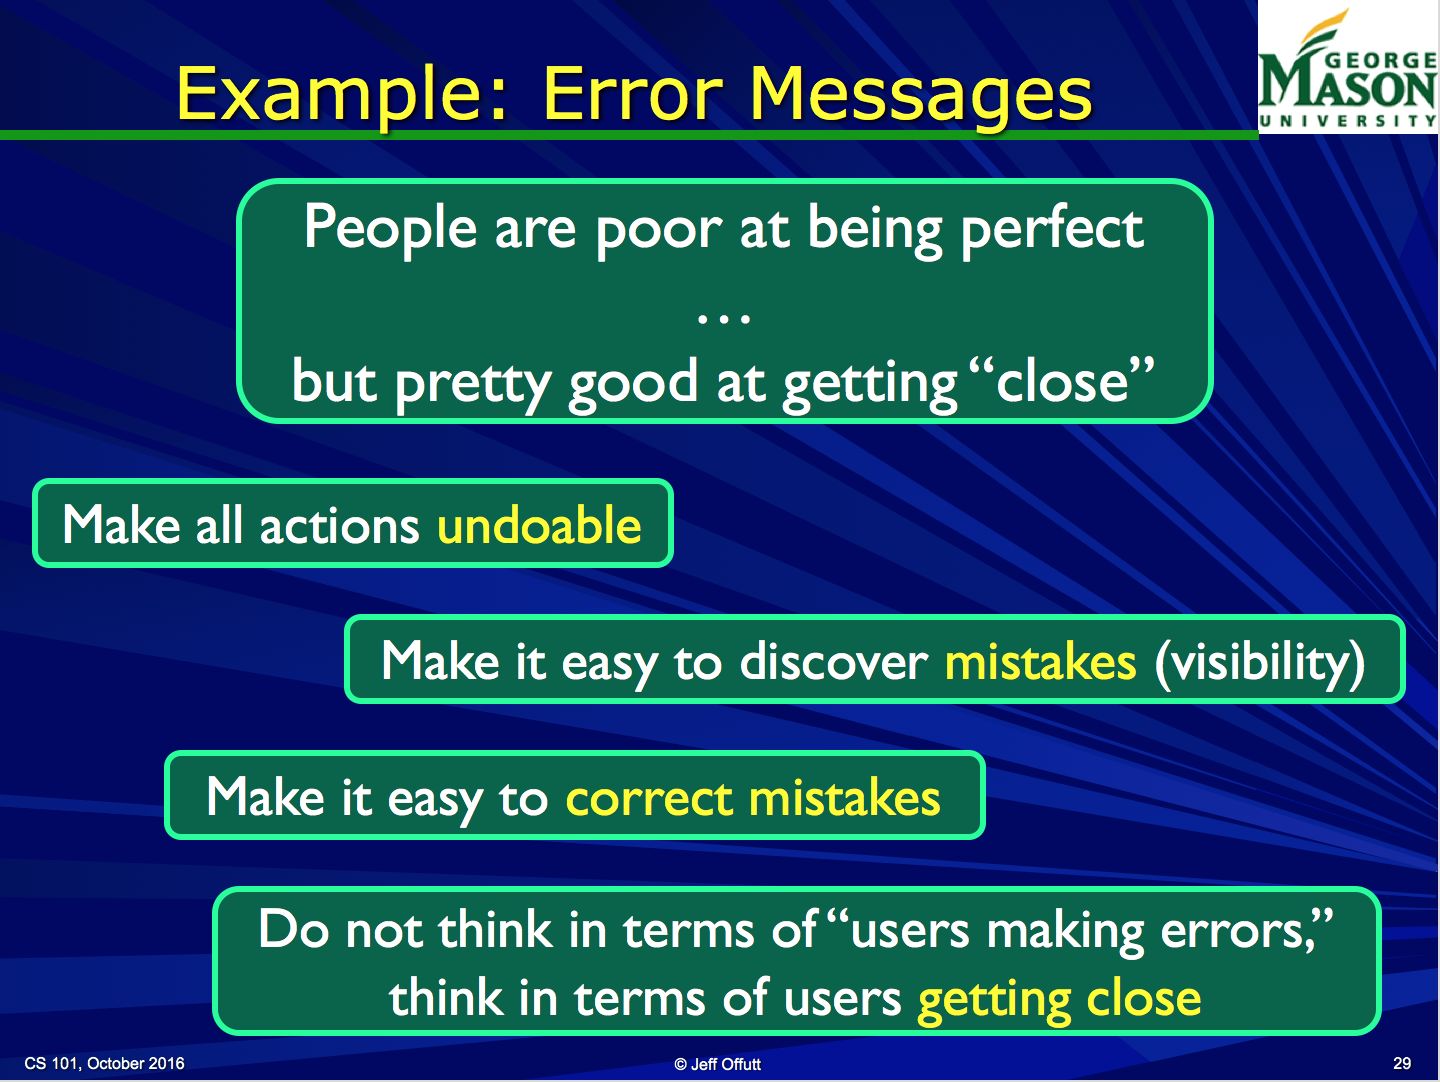 Example: Error Messages
GEORGE
MASON
UNIVERSITY
People are poor at being perfect
…
but pretty good at getting “close”
Make all actions undoable
Make it easy to discover mistakes (visibility)
Make it easy to correct mistakes
Do not think in terms of “users making errors,”
think in terms of users getting close
CS 101, October 2016
© Jeff Offutt
29